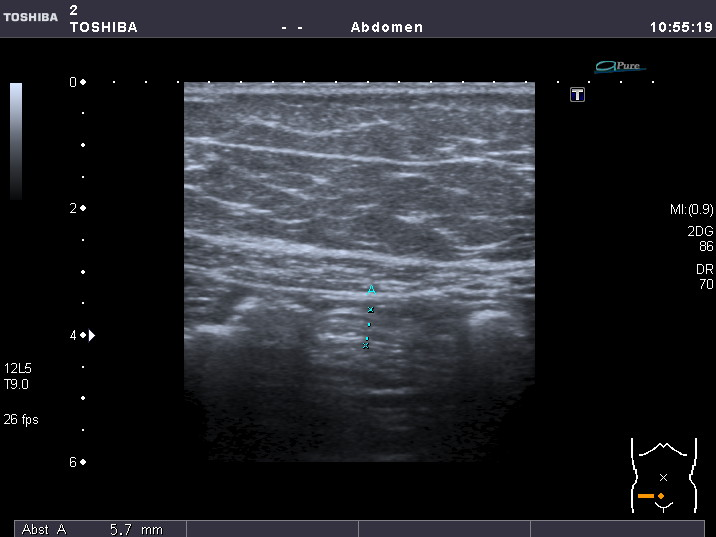 TOSHIBA
2
TOSHIBA - - Abdomen 10:55:19
aPure
T
0
2
4
6
A
MI:(0.9)
2DG
86
DR
70
12L5
T9.0
26 fps
Abst A 5.7 mm